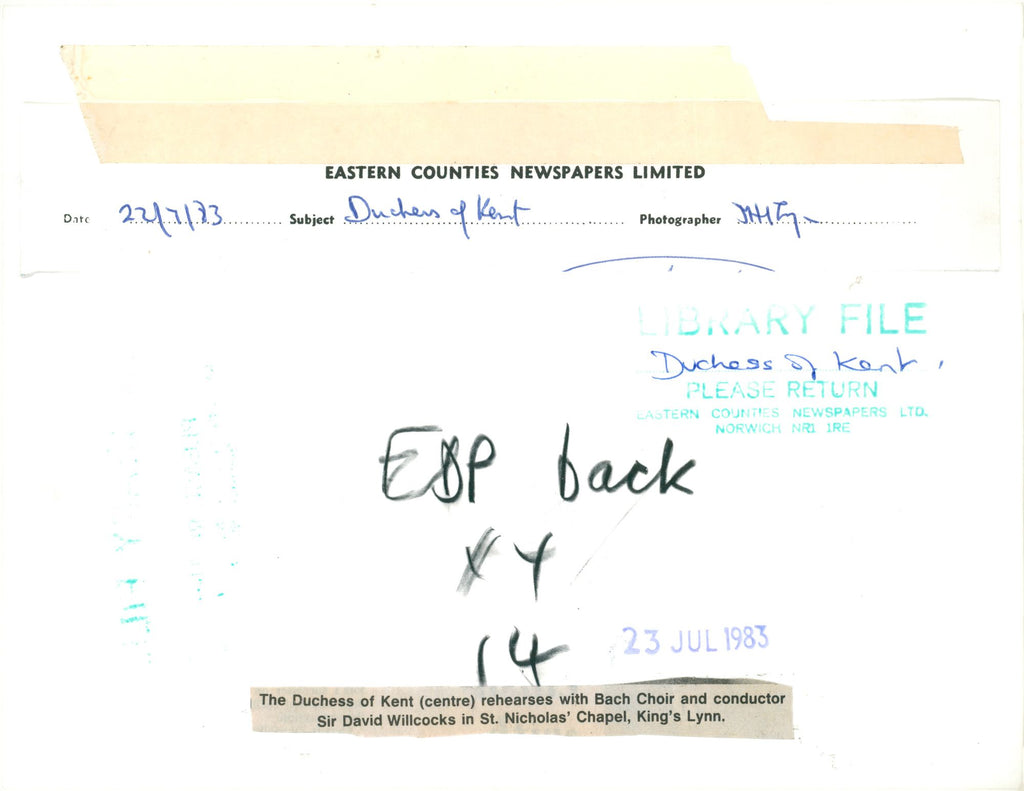 EASTERN COUNTIES NEWSPAPERS LIMITED
Date 22/7/83 Subject Duchess of Kent Photographer
LIBRARY FILE
Duchess of Kent
PLEASE RETURN
EASTERN COUNTIES NEWSPAPERS LTD.
NORWICH NR1 1RE
EDP back
XY
14
23 JUL 1983
The Duchess of Kent (centre) rehearses with Bach Choir and conductor
Sir David Willcocks in St. Nicholas' Chapel, King's Lynn.